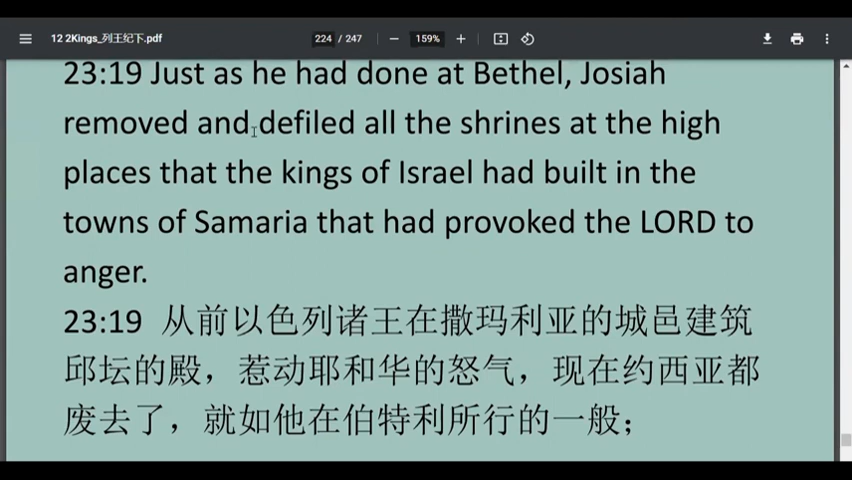 12 2Kings_列王纪下.pdf
224 / 247
159%
23:19 Just as he had done at Bethel, Josiah
removed and defiled all the shrines at the high
places that the kings of Israel had built in the
towns of Samaria that had provoked the LORD to
anger.
23:19 从前以色列诸王在撒玛利亚的城邑建筑
邱坛的殿，惹动耶和华的怒气，现在约西亚都
废去了，就如他在伯特利所行的一般；